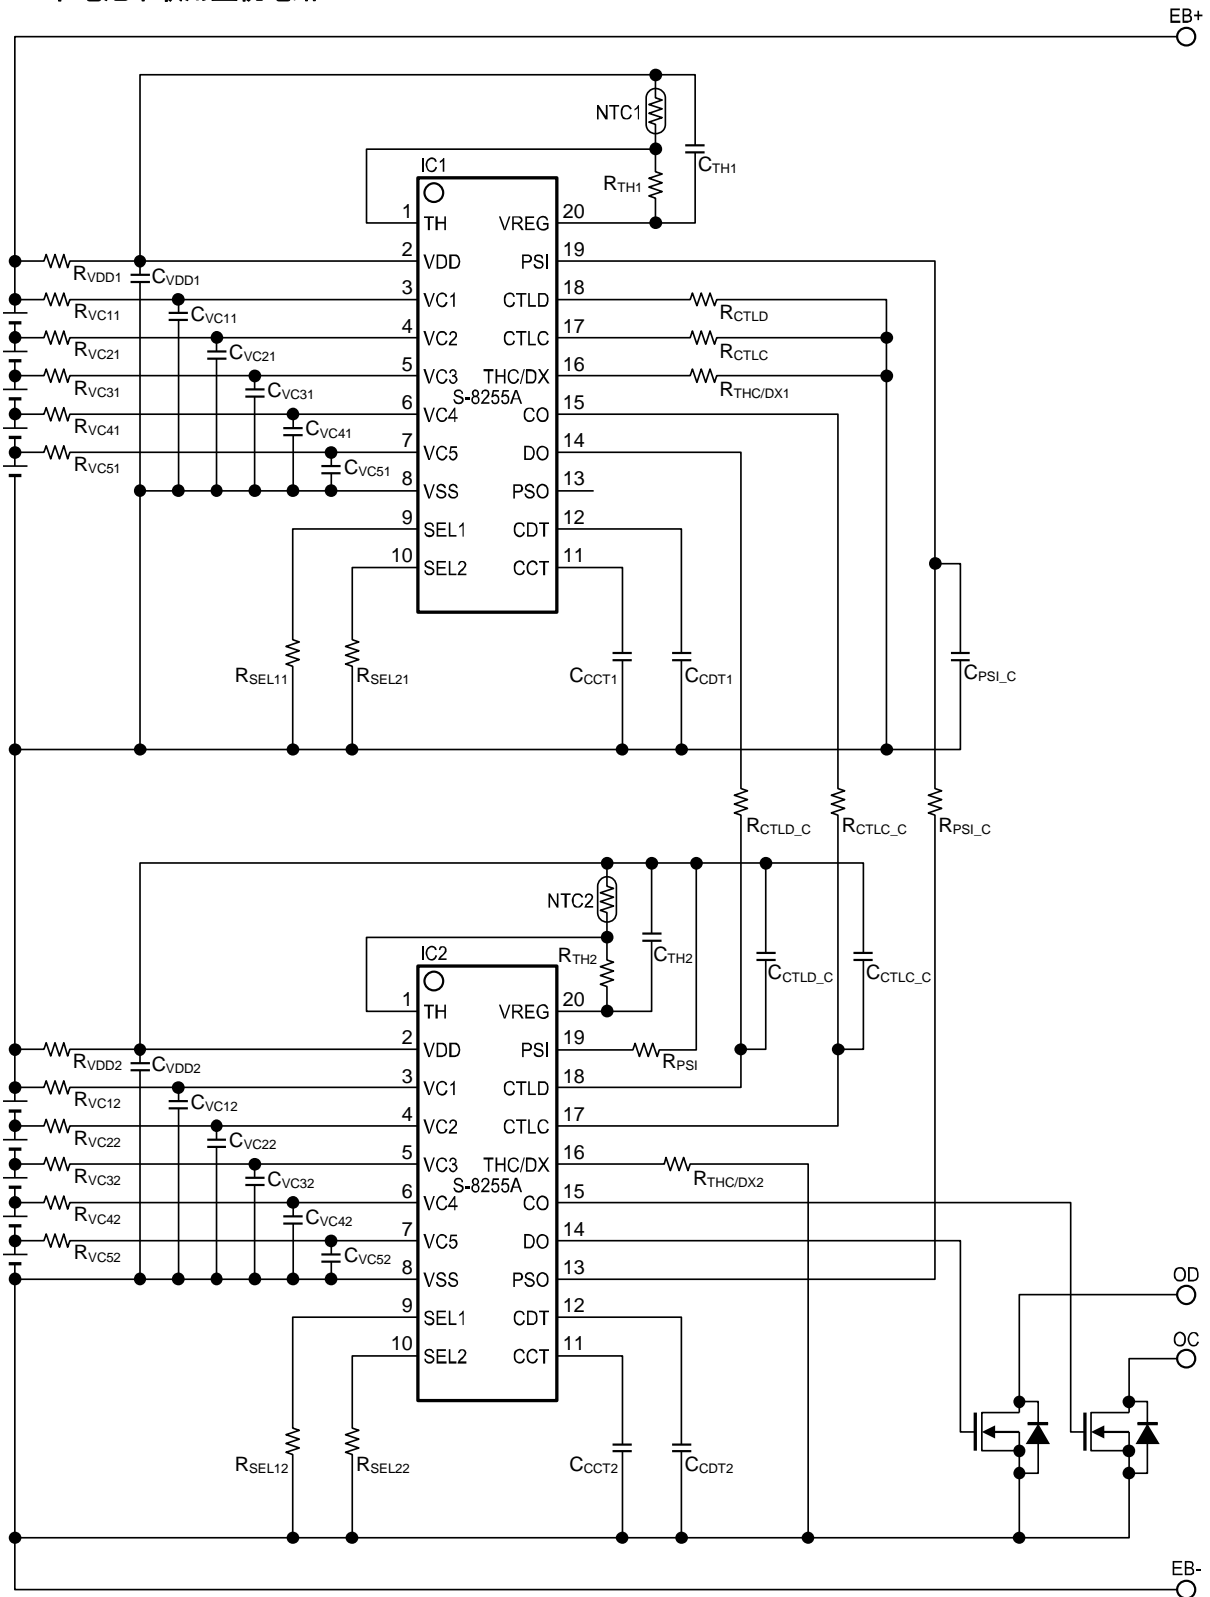 EB+
NTC1
CTH1
RTH1
IC1
1 TH VREG 20
2 VDD PSI 19
3 VC1 CTLD 18
4 VC2 CTLC 17
5 VC3 THC/DX 16
S-8255A
6 VC4 CO 15
7 VC5 DO 14
8 VSS PSO 13
9 SEL1 CDT 12
10 SEL2 CCT 11
RVDD1
CVDD1
RVC11
CVC11
RVC21
CVC21
RVC31
CVC31
RVC41
CVC41
RVC51
CVC51
RCTLD
RCTLC
RTHC/DX1
RSEL11
RSEL21
CCCT1
CCDT1
CPSI_C
RCTLD_C
RCTLC_C
RPSI_C
NTC2
RTH2
CTH2
CCTLD_C
CCTLC_C
IC2
1 TH VREG 20
2 VDD PSI 19
3 VC1 CTLD 18
4 VC2 CTLC 17
5 VC3 THC/DX 16
S-8255A
6 VC4 CO 15
7 VC5 DO 14
8 VSS PSO 13
9 SEL1 CDT 12
10 SEL2 CCT 11
RVDD2
CVDD2
RPSI
RVC12
CVC12
RVC22
CVC22
RVC32
CVC32
RTHC/DX2
RVC42
CVC42
RVC52
CVC52
OD
OC
RSEL12
RSEL22
CCCT2
CCDT2
EB-